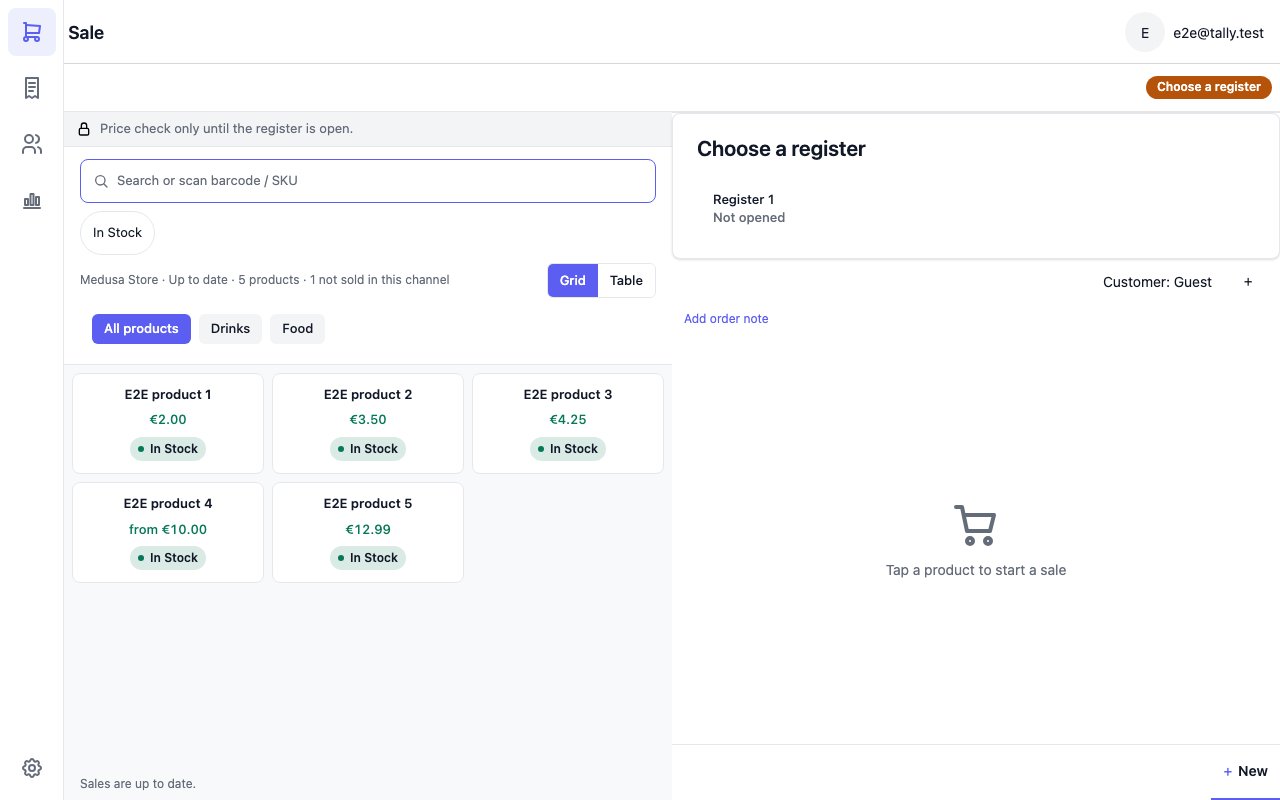 Sale
E
e2e@tally.test
Choose a register
Price check only until the register is open.
Search or scan barcode / SKU
In Stock
Medusa Store · Up to date · 5 products · 1 not sold in this channel
Grid
Table
All products
Drinks
Food
E2E product 1
€2.00
In Stock
E2E product 2
€3.50
In Stock
E2E product 3
€4.25
In Stock
E2E product 4
from €10.00
In Stock
E2E product 5
€12.99
In Stock
Sales are up to date.
Choose a register
Register 1
Not opened
Customer: Guest
+
Add order note
Tap a product to start a sale
+ New